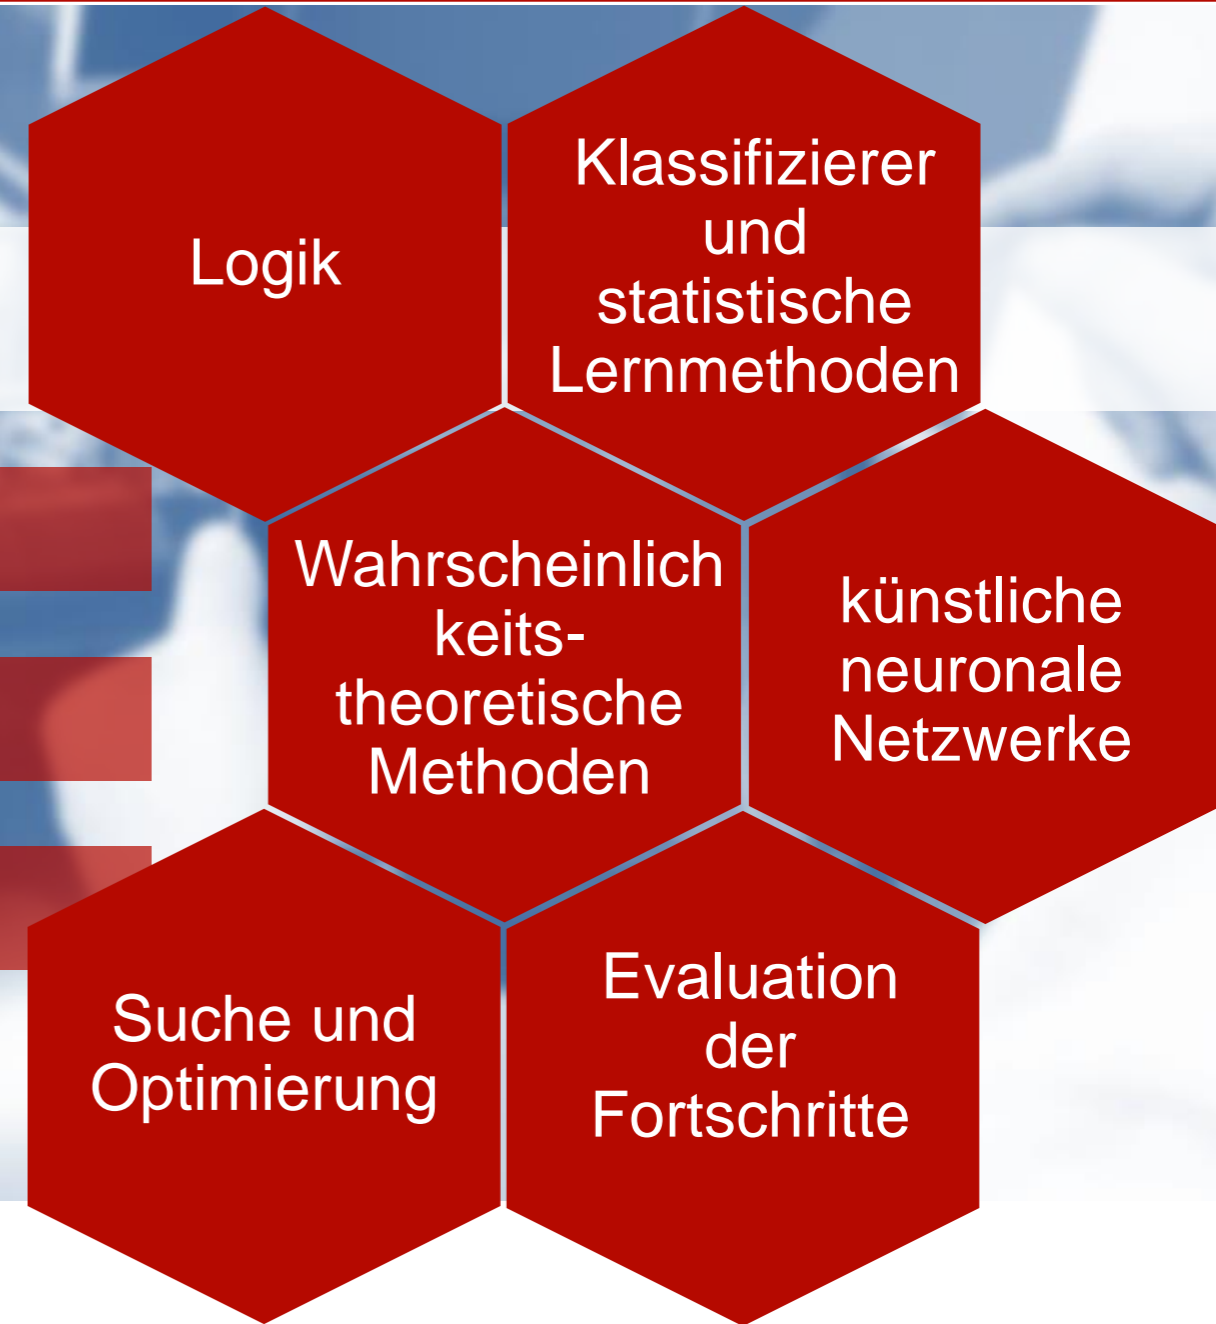 Logik
Klassifizierer
und
statistische
Lernmethoden
Wahrscheinlich
keits-
theoretische
Methoden
künstliche
neuronale
Netzwerke
Suche und
Optimierung
Evaluation
der
Fortschritte